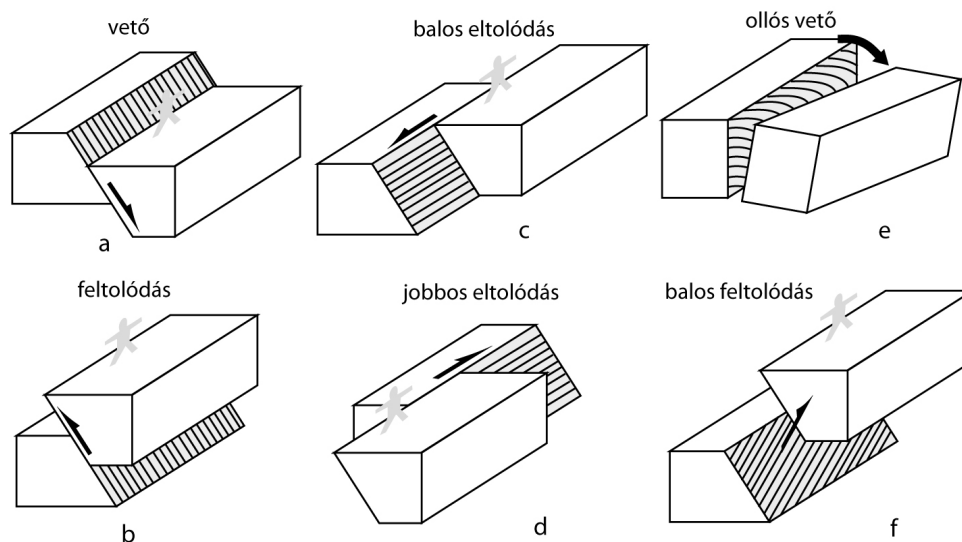 vető
a
balos eltolódás
c
ollós vető
e
feltolódás
b
jobbos eltolódás
d
balos feltolódás
f